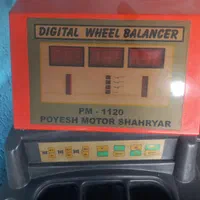 DIGITAL WHEEL BALANCER
PM - 1120
POYESH MOTOR SHAHRYAR